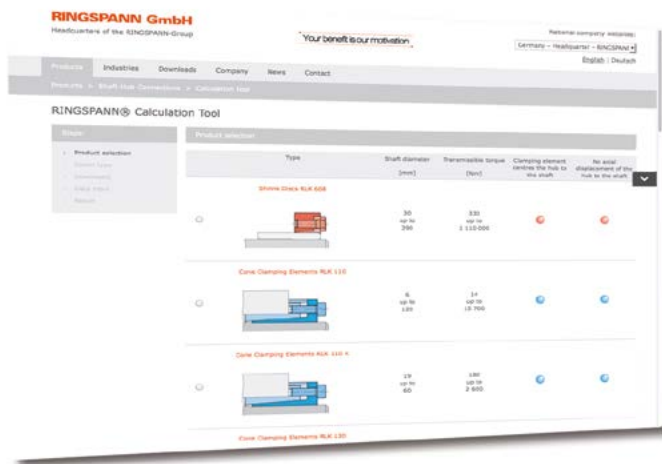 RINGSPANN GmbH
Headquarters of the RINGSPANN-Group
Your benefit is our motivation
National company websites:
Germany – Headquarter – RINGSPANN
English | Deutsch
Products Industries Downloads Company News Contact
Products > Shaft-Hub Connections > Calculation Tool
RINGSPANN® Calculation Tool
Product selection
Product selection
Type
Shaft diameter
[mm]
Transmissible torque
[Nm]
Clamping element
centres the hub to
the shaft
No axial
displacement of the
hub to the shaft
Shrink Discs RLK 608
30
up to
390
330
up to
1 110 000
Cone Clamping Elements RLK 110
6
up to
14
up to
Cone Clamping Elements RLK 110 K
19
up to
60
180
up to
2 600
Cone Clamping Elements RLK 130